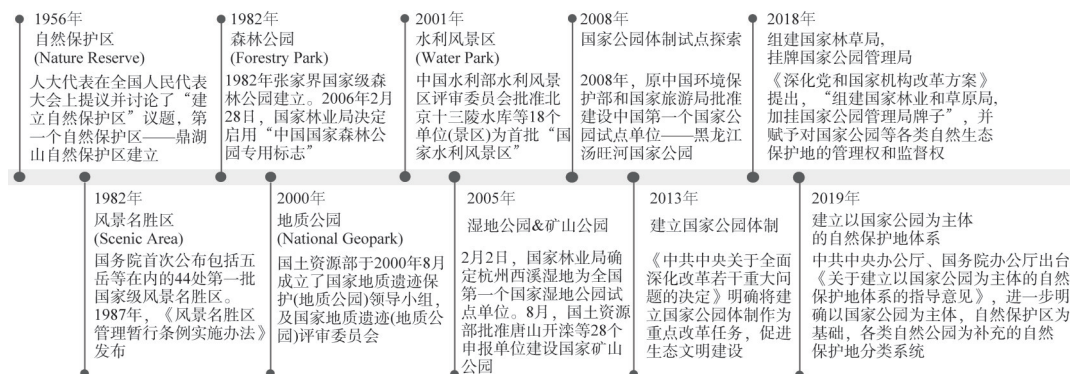 1956年
自然保护区
(Nature Reserve)
人大代表在全国人民代表
大会上提议并讨论了“建
立自然保护区”议题，第
一个自然保护区——鼎湖
山自然保护区建立
1982年
森林公园
(Forestry Park)
1982年张家界国家级森
林公园建立。2006年2月
28日，国家林业局决定
启用“中国国家森林公
园专用标志”
2001年
水利风景区
(Water Park)
中国水利部水利风景
区评审委员会批准北
京十三陵水库等18个
单位(景区)为首批“国
家水利风景区”
2008年
国家公园体制试点探索
2008年，原中国环境保
护部和国家旅游局批准
建设中国第一个国家公
园试点单位——黑龙江
汤旺河国家公园
2018年
组建国家林草局，
挂牌国家公园管理局
《深化党和国家机构改革方案》
提出，“组建国家林业和草原局，
加挂国家公园管理局牌子”，并
赋予对国家公园等各类自然生态
保护地的管理权和监督权
1982年
风景名胜区
(Scenic Area)
国务院首次公布包括五
岳等在内的44处第一批
国家级风景名胜区。
1987年，《风景名胜区
管理暂行条例实施办法》
发布
2000年
地质公园
(National Geopark)
国土资源部于2000年8月
成立了国家地质遗迹保
护(地质公园)领导小组，
及国家地质遗迹(地质公
园)评审委员会
2005年
湿地公园&矿山公园
2月2日，国家林业局确
定杭州西溪湿地为全国
第一个国家湿地公园试
点单位。8月，国土资源
部批准唐山开滦等28个
申报单位建设国家矿山
公园
2013年
建立国家公园体制
《中共中央关于全面
深化改革若干重大问
题的决定》明确将建
立国家公园体制作为
重点改革任务，促进
生态文明建设
2019年
建立以国家公园为主体
的自然保护地体系
中共中央办公厅、国务院办公厅出台
《关于建立以国家公园为主体的自然
保护地体系的指导意见》，进一步明
确以国家公园为主体，自然保护区为
基础，各类自然公园为补充的自然
保护地分类系统